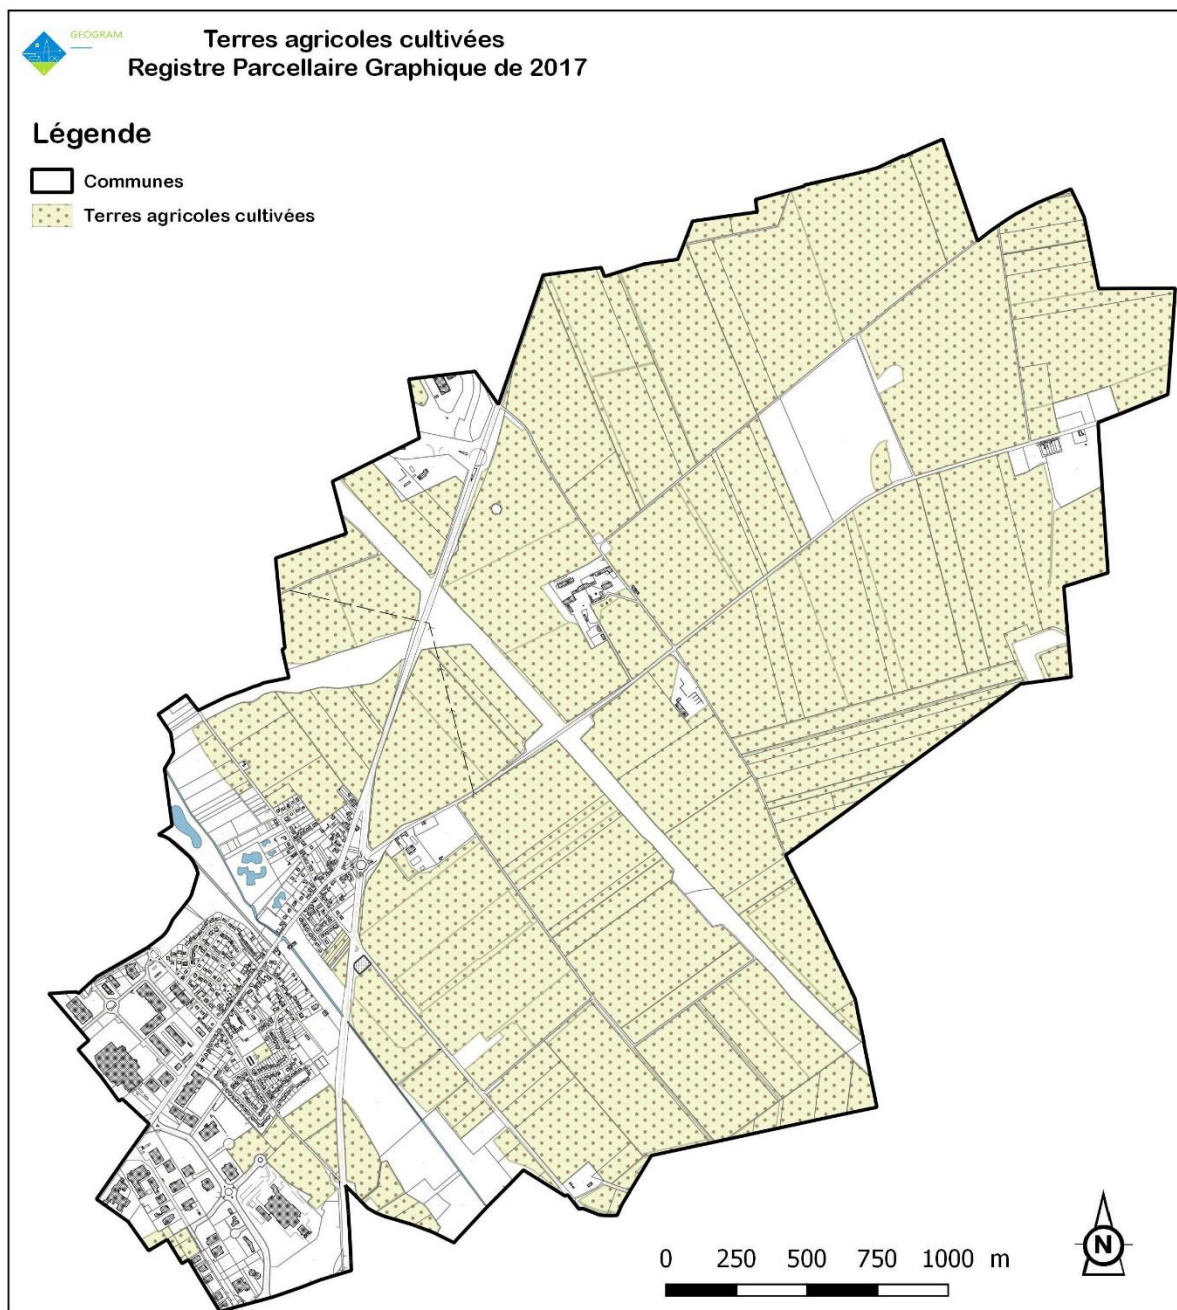 GEOGRAM
Terres agricoles cultivées
Registre Parcellaire Graphique de 2017
Légende
Communes
Terres agricoles cultivées
0 250 500 750 1000 m
N